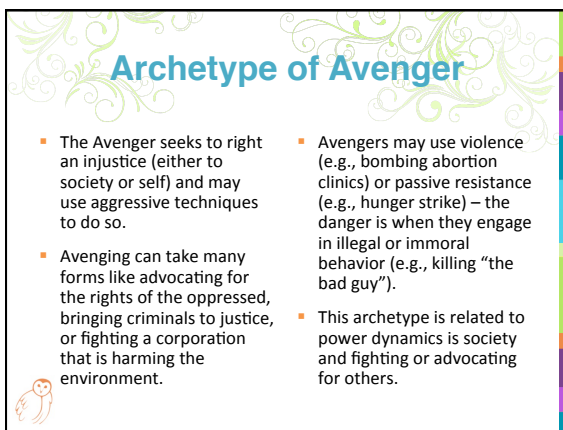 Archetype of Avenger
▪ The Avenger seeks to right
an injustice (either to
society or self) and may
use aggressive techniques
to do so.
▪ Avenging can take many
forms like advocating for
the rights of the oppressed,
bringing criminals to justice,
or fighting a corporation
that is harming the
environment.
▪ Avengers may use violence
(e.g., bombing abortion
clinics) or passive resistance
(e.g., hunger strike) – the
danger is when they engage
in illegal or immoral
behavior (e.g., killing “the
bad guy”).
▪ This archetype is related to
power dynamics is society
and fighting or advocating
for others.